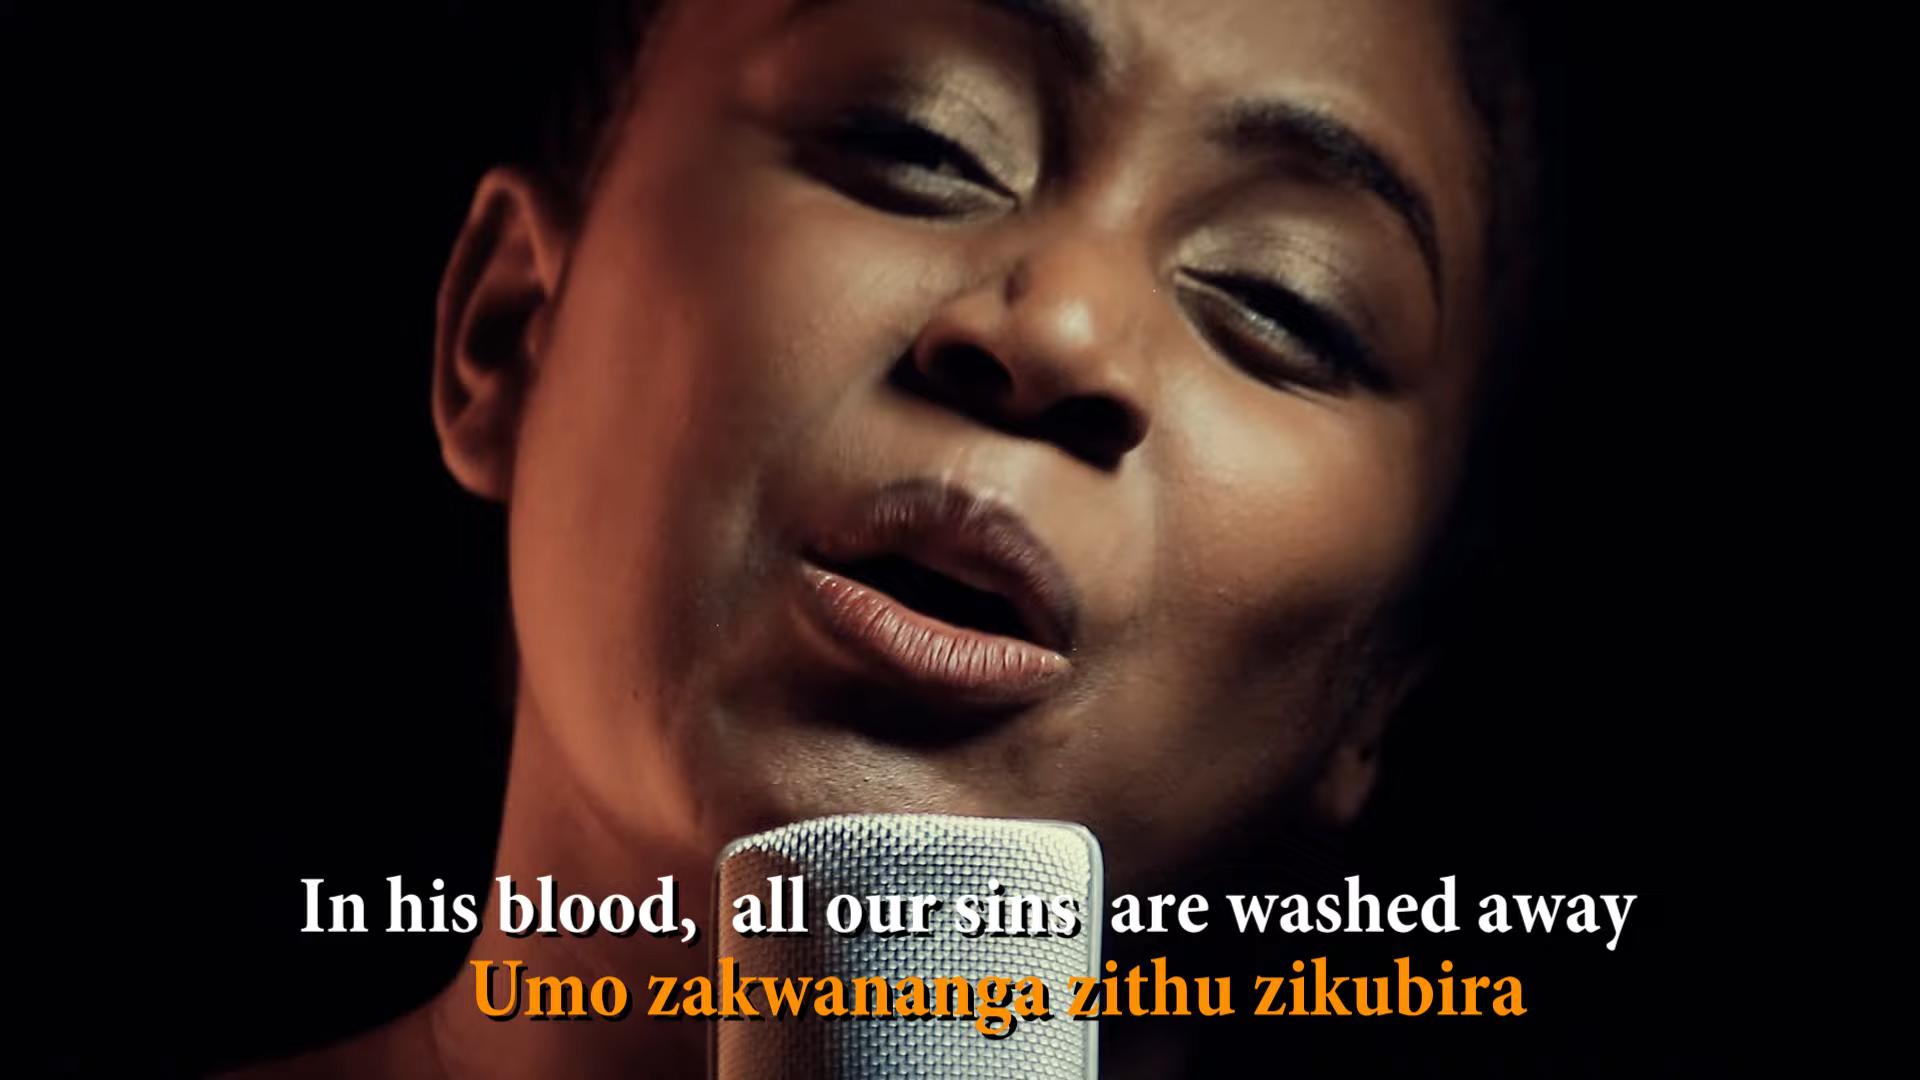 In his blood, all our sins are washed away
Umo zakwananga zithu zikubira